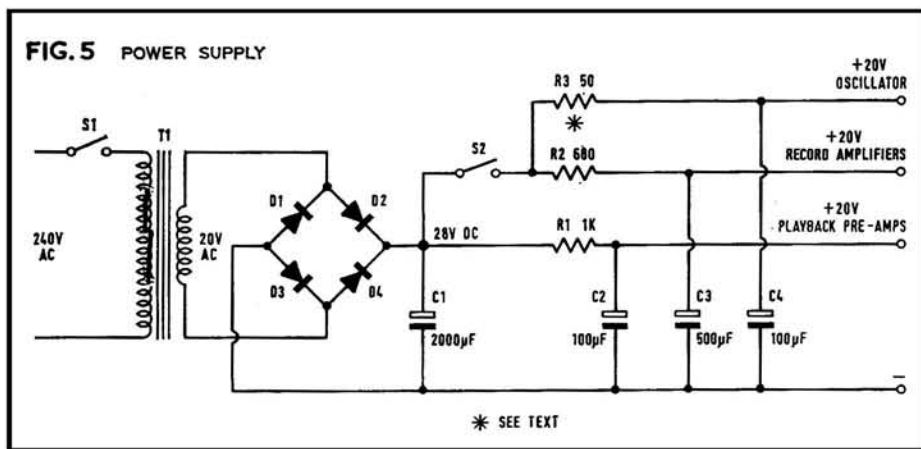 FIG. 5 POWER SUPPLY
+20V
OSCILLATOR
R3 50
S1
T1
S2
+20V
RECORD AMPLIFIERS
R2 680
+20V
PLAYBACK PRE-AMPS
D1
D2
240V
AC
20V
AC
28V DC
R1 1K
D3
D4
C1
2000µF
C2
100µF
C3
500µF
C4
100µF
–
* SEE TEXT